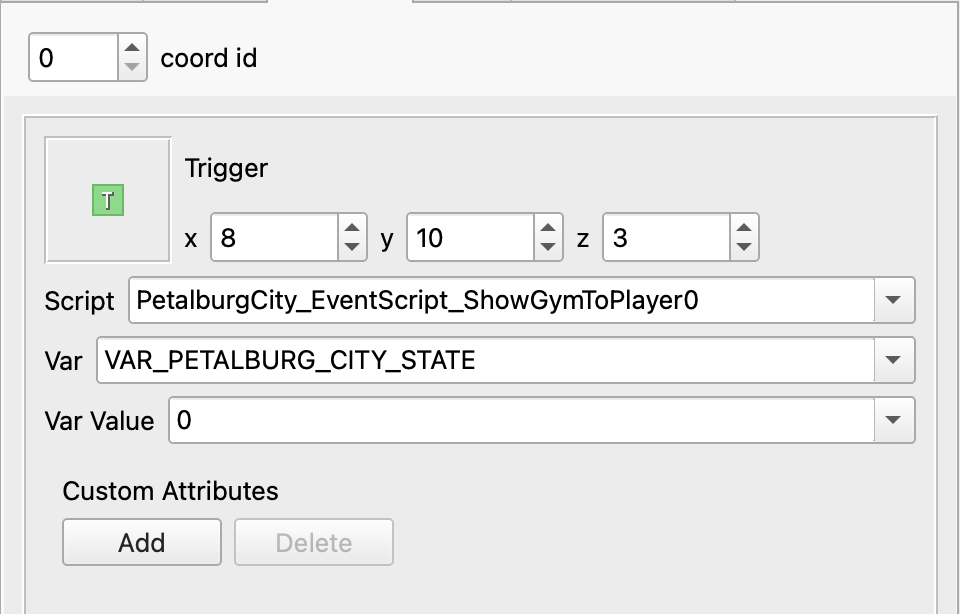 0 coord id
T
Trigger
x 8 y 10 z 3
Script PetalburgCity_EventScript_ShowGymToPlayer0
Var VAR_PETALBURG_CITY_STATE
Var Value 0
Custom Attributes
Add Delete